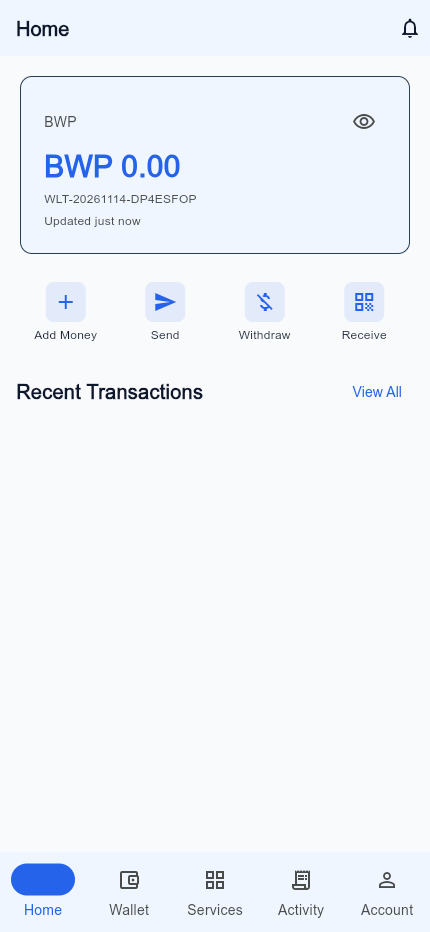 Home
BWP
BWP 0.00
WLT-20261114-DP4ESFOP
Updated just now
Add Money
Send
Withdraw
Receive
Recent Transactions
View All
Home
Wallet
Services
Activity
Account